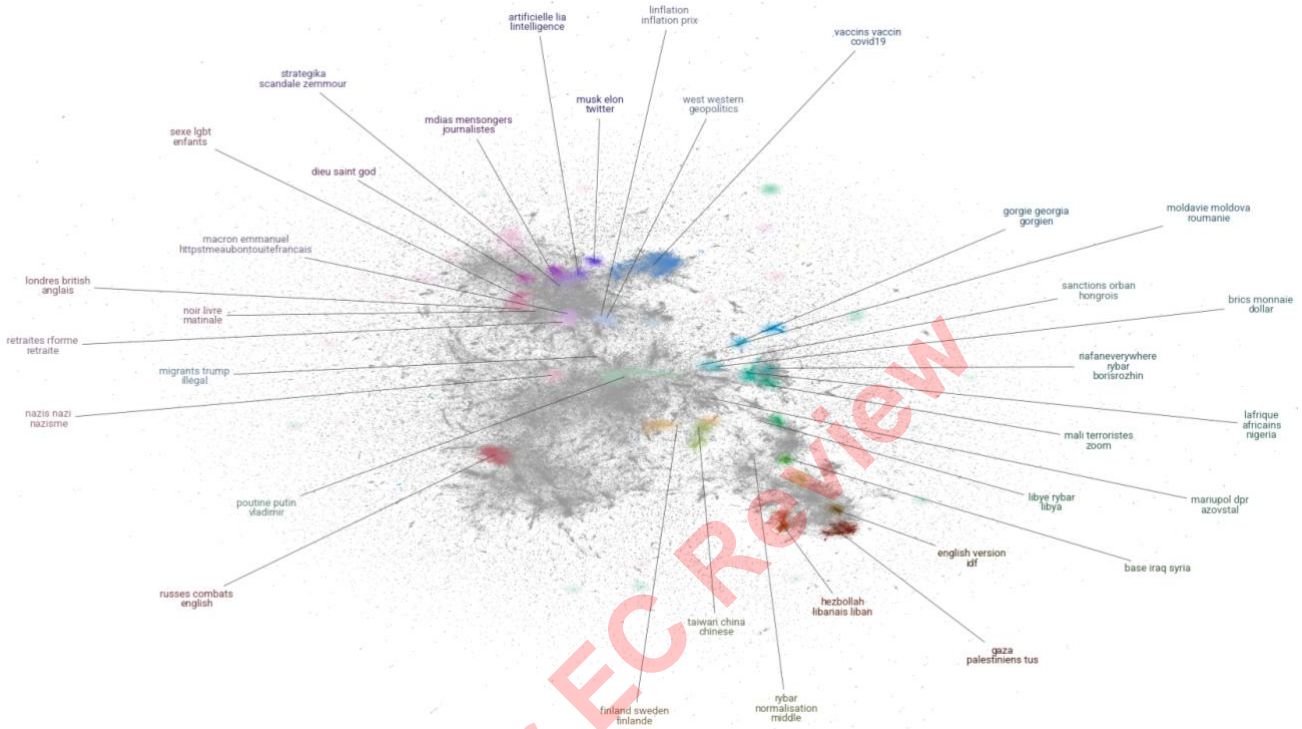 linflation
inflation prix
artificielle lia
lintelligence
vaccins vaccin
covid19
strategika
scandale zemmour
musk elon
twitter
west western
geopolitics
mdias mensongers
journalistes
sexe lgbt
enfants
dieu saint god
gorgie georgia
gorgien
moldavie moldova
roumanie
macron emmanuel
httpstmeaubontouitefrancais
londres british
anglais
sanctions orban
hongrois
brics monnaie
dollar
noir livre
matinale
retraites rforme
retraite
riafaneverywhere
rybar
borisrozhin
migrants trump
illegal
nazis nazi
nazisme
lafrique
africains
nigeria
mali terroristes
zoom
poutine putin
vladimir
libye rybar
libya
mariupol dpr
azovstal
english version
idf
base iraq syria
russes combats
english
hezbollah
libanais liban
taiwan china
chinese
gaza
palestiniens tus
rybar
normalisation
middle
finland sweden
finlande
EC Review